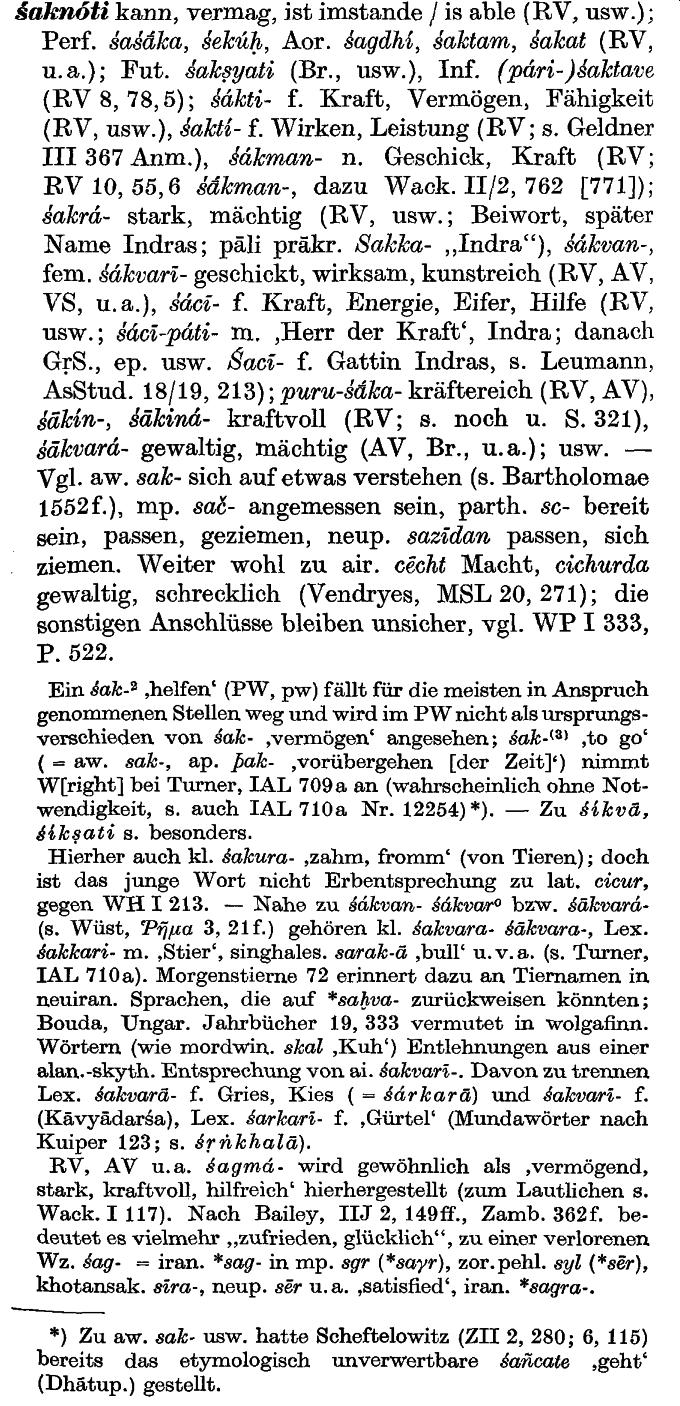 śaknóti kann, vermag, ist imstande / is able (RV, usw.);
Perf. śaśā́ka, śekúḥ, Aor. śagdhí, śaktam, śakat (RV,
u. a.); Fut. śakṣyati (Br., usw.), Inf. (pári-)śaktave
(RV 8, 78, 5); śákti- f. Kraft, Vermögen, Fähigkeit
(RV, usw.), śaktí- f. Wirken, Leistung (RV; s. Geldner
III 367 Anm.), śákman- n. Geschick, Kraft (RV;
RV 10, 55, 6 śā́kman-, dazu Wack. II/2, 762 [771]);
śakrá- stark, mächtig (RV, usw.; Beiwort, später
Name Indras; pāli prākr. Sakka- „Indra“), śákvan-,
fem. śákvarī- geschickt, wirksam, kunstreich (RV, AV,
VS, u. a.), śácī- f. Kraft, Energie, Eifer, Hilfe (RV,
usw.; śácī-páti- m. ‚Herr der Kraft‘, Indra; danach
GṛS., ep. usw. Śacī- f. Gattin Indras, s. Leumann,
AsStud. 18/19, 213); puru-śā́ka- kräftereich (RV, AV),
śākín-, śākiná- kraftvoll (RV; s. noch u. S. 321),
śākvará- gewaltig, mächtig (AV, Br., u. a.); usw. —
Vgl. aw. sak- sich auf etwas verstehen (s. Bartholomae
1552 f.), mp. sač- angemessen sein, parth. sc- bereit
sein, passen, geziemen, neup. sazīdan passen, sich
ziemen. Weiter wohl zu air. cēcht Macht, cichurda
gewaltig, schrecklich (Vendryes, MSL 20, 271); die
sonstigen Anschlüsse bleiben unsicher, vgl. WP I 333,
P. 522.
Ein śak-² ‚helfen‘ (PW, pw) fällt für die meisten in Anspruch
genommenen Stellen weg und wird im PW nicht als ursprungs-
verschieden von śak- ‚vermögen‘ angesehen; śak-⁽³⁾ ‚to go‘
( = aw. sak-, ap. þak- ‚vorübergehen [der Zeit]‘) nimmt
W[right] bei Turner, IAL 709 a an (wahrscheinlich ohne Not-
wendigkeit, s. auch IAL 710 a Nr. 12254) *). — Zu śíkvā,
śíkṣati s. besonders.
Hierher auch kl. śakura- ‚zahm, fromm‘ (von Tieren); doch
ist das junge Wort nicht Erbentsprechung zu lat. cicur,
gegen WH I 213. — Nahe zu śákvan- śákvar⁰ bzw. śākvará-
(s. Wüst, Ῥῆμα 3, 21 f.) gehören kl. śakvara- śākvara-, Lex.
śakkari- m. ‚Stier‘, singhales. sarak-ā ‚bull‘ u. v. a. (s. Turner,
IAL 710 a). Morgenstierne 72 erinnert dazu an Tiernamen in
neuiran. Sprachen, die auf *saḫva- zurückweisen könnten;
Bouda, Ungar. Jahrbücher 19, 333 vermutet in wolgafinn.
Wörtern (wie mordwin. skal ‚Kuh‘) Entlehnungen aus einer
alan.-skyth. Entsprechung von ai. śakvarī-. Davon zu trennen
Lex. śakvarā- f. Gries, Kies ( = śárkarā) und śakvarī- f.
(Kāvyādarśa), Lex. śarkarī- f. ‚Gürtel‘ (Mundawörter nach
Kuiper 123; s. śṛṅkhalā).
RV, AV u. a. śagmá- wird gewöhnlich als ‚vermögend,
stark, kraftvoll, hilfreich‘ hierhergestellt (zum Lautlichen s.
Wack. I 117). Nach Bailey, IIJ 2, 149 ff., Zamb. 362 f. be-
deutet es vielmehr „zufrieden, glücklich“, zu einer verlorenen
Wz. śag- = iran. *sag- in mp. sgr (*saγr), zor. pehl. syl (*sēr),
khotansak. sīra-, neup. sēr u. a. ‚satisfied‘, iran. *sagra-.
*) Zu aw. sak- usw. hatte Scheftelowitz (ZII 2, 280; 6, 115)
bereits das etymologisch unverwertbare śañcate ‚geht‘
(Dhātup.) gestellt.